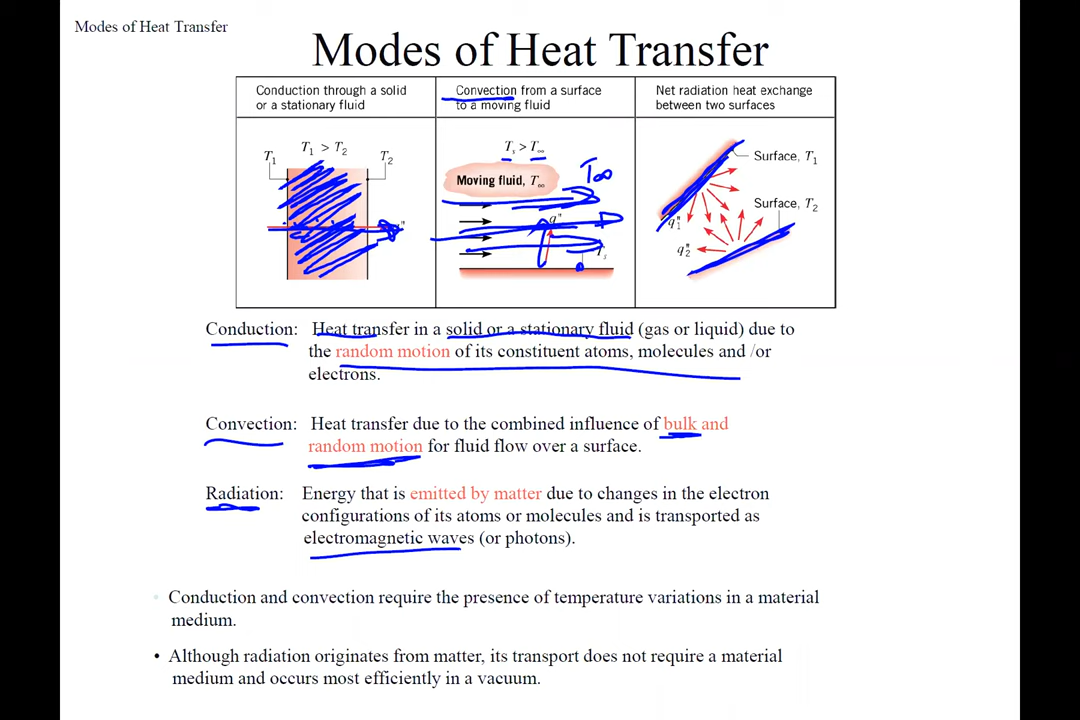 Modes of Heat Transfer
Modes of Heat Transfer
Conduction through a solid
or a stationary fluid
Convection from a surface
to a moving fluid
Net radiation heat exchange
between two surfaces
T₁ > T₂
T₁
T₂
Tₛ > T∞
Moving fluid, T∞
T∞
q"
Tₛ
Surface, T₁
Surface, T₂
q₁"
q₂"
Conduction: Heat transfer in a solid or a stationary fluid (gas or liquid) due to
the random motion of its constituent atoms, molecules and /or
electrons.
Convection: Heat transfer due to the combined influence of bulk and
random motion for fluid flow over a surface.
Radiation: Energy that is emitted by matter due to changes in the electron
configurations of its atoms or molecules and is transported as
electromagnetic waves (or photons).
• Conduction and convection require the presence of temperature variations in a material
medium.
• Although radiation originates from matter, its transport does not require a material
medium and occurs most efficiently in a vacuum.